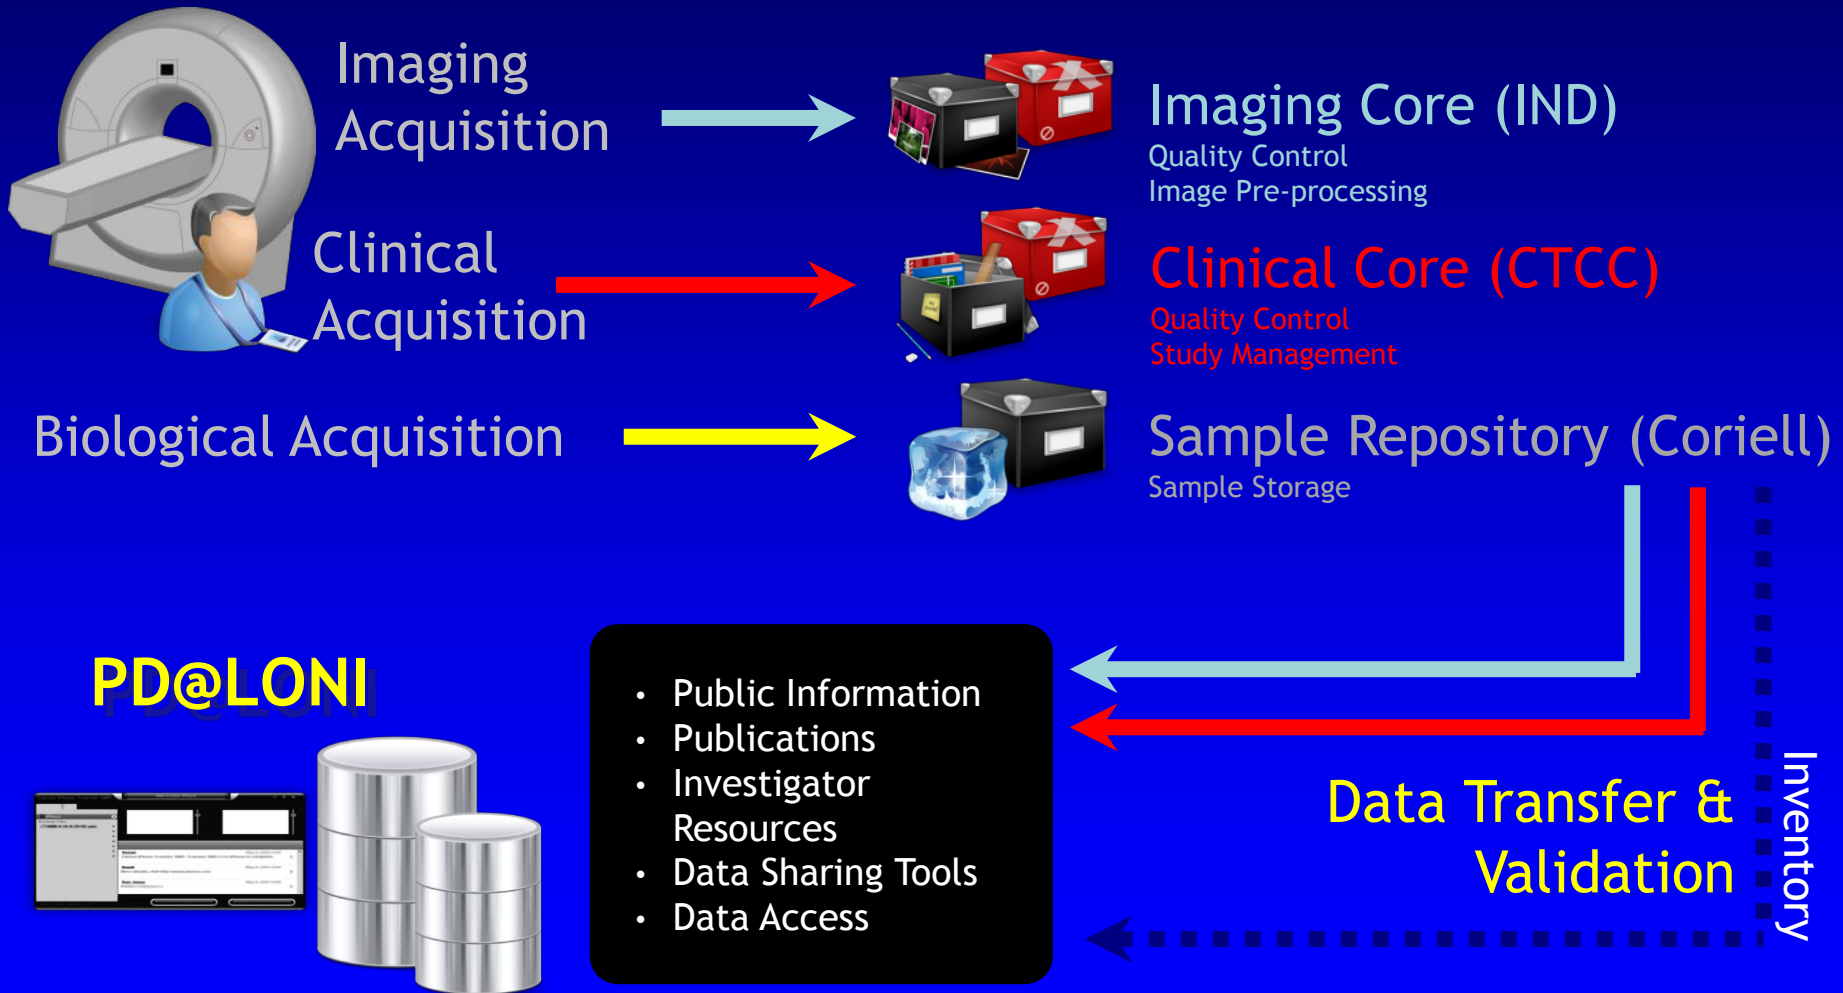 Imaging
Acquisition
Imaging Core (IND)
Quality Control
Image Pre-processing
Clinical
Acquisition
Clinical Core (CTCC)
Quality Control
Study Management
Biological Acquisition
Sample Repository (Coriell)
Sample Storage
PD@LONI
• Public Information
• Publications
• Investigator
Resources
• Data Sharing Tools
• Data Access
Data Transfer &
Validation
Inventory